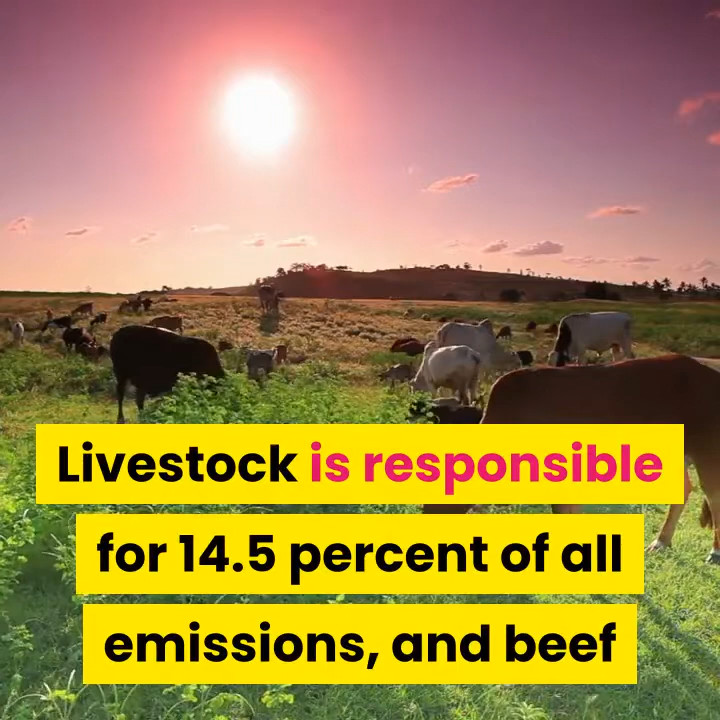 Livestock is responsible
for 14.5 percent of all
emissions, and beef